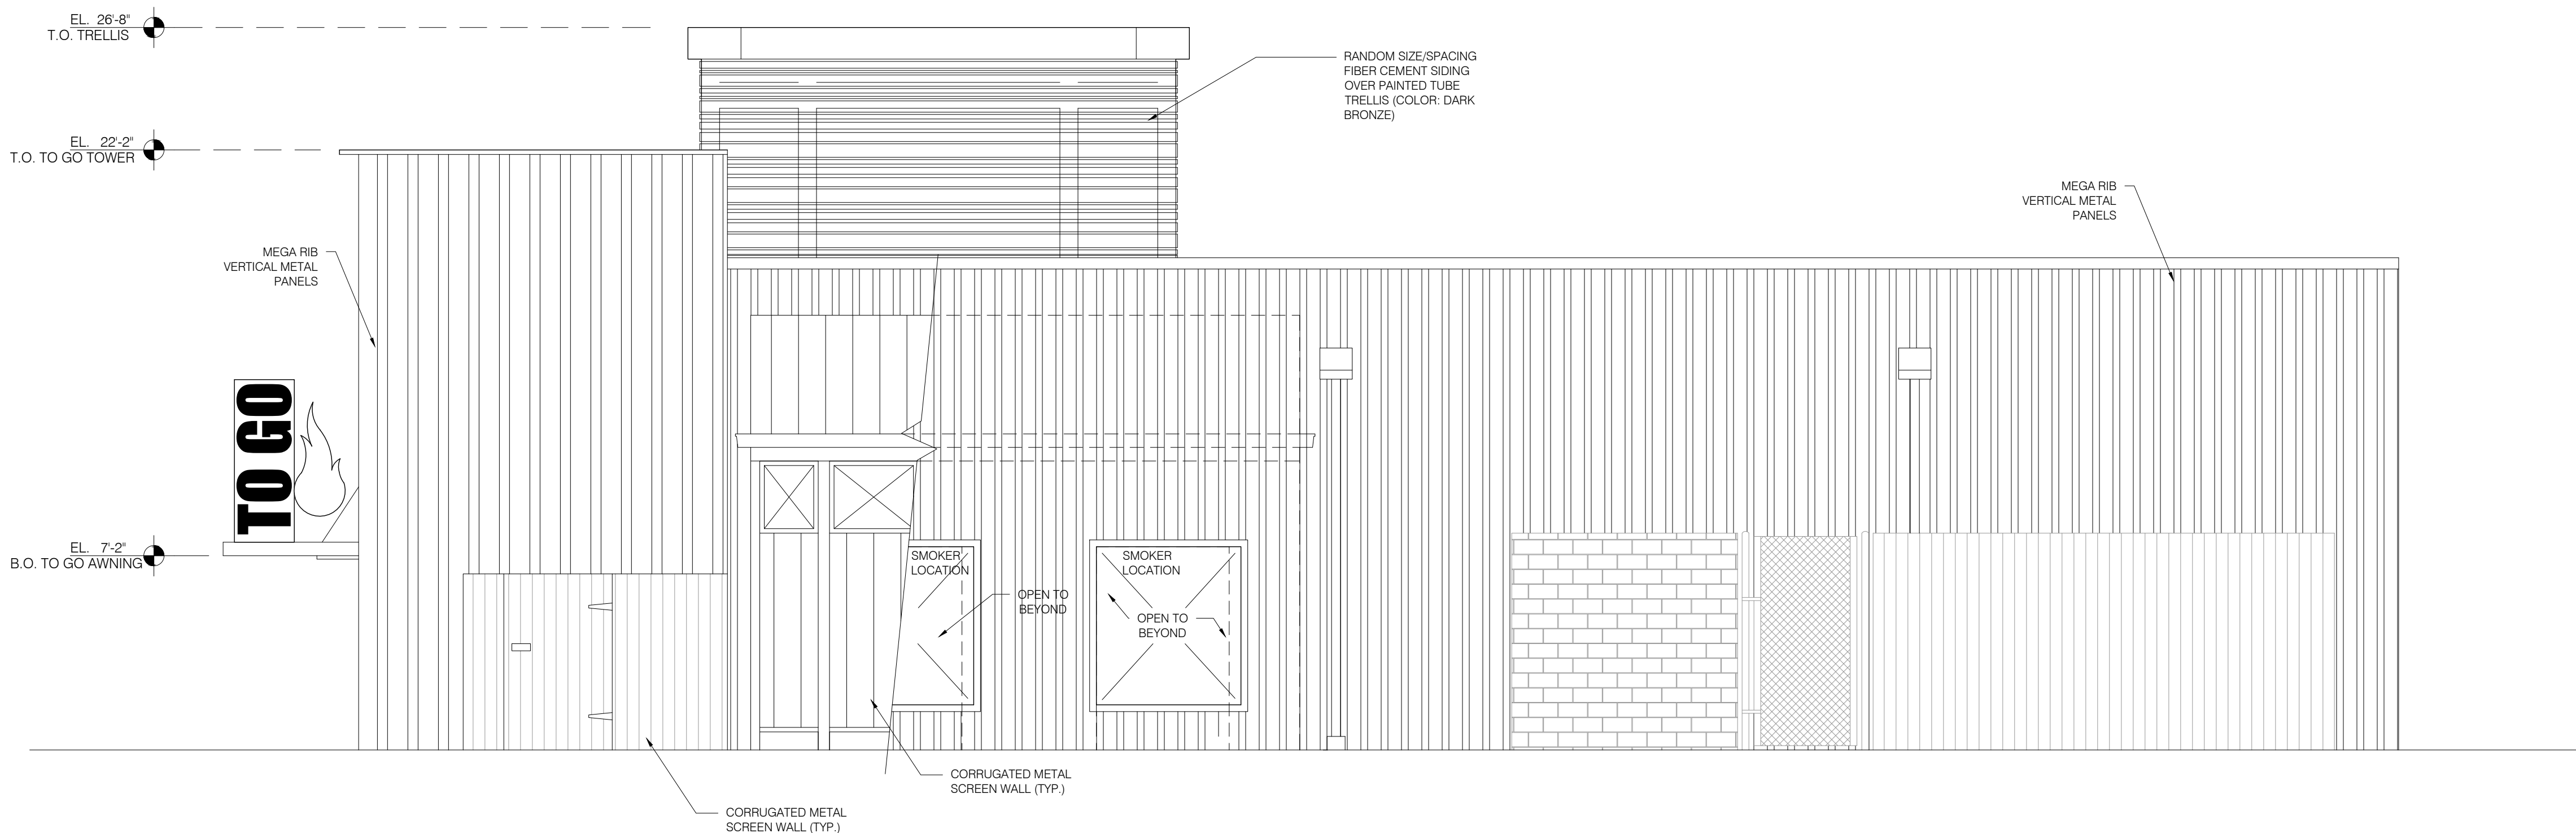 EL. 26'-8"
T.O. TRELLIS
RANDOM SIZE/SPACING
FIBER CEMENT SIDING
OVER PAINTED TUBE
TRELLIS (COLOR: DARK
BRONZE)
EL. 22'-2"
T.O. TO GO TOWER
MEGA RIB
VERTICAL METAL
PANELS
MEGA RIB
VERTICAL METAL
PANELS
TO GO
EL. 7'-2"
B.O. TO GO AWNING
SMOKER
LOCATION
SMOKER
LOCATION
OPEN TO
BEYOND
OPEN TO
BEYOND
CORRUGATED METAL
SCREEN WALL (TYP.)
CORRUGATED METAL
SCREEN WALL (TYP.)